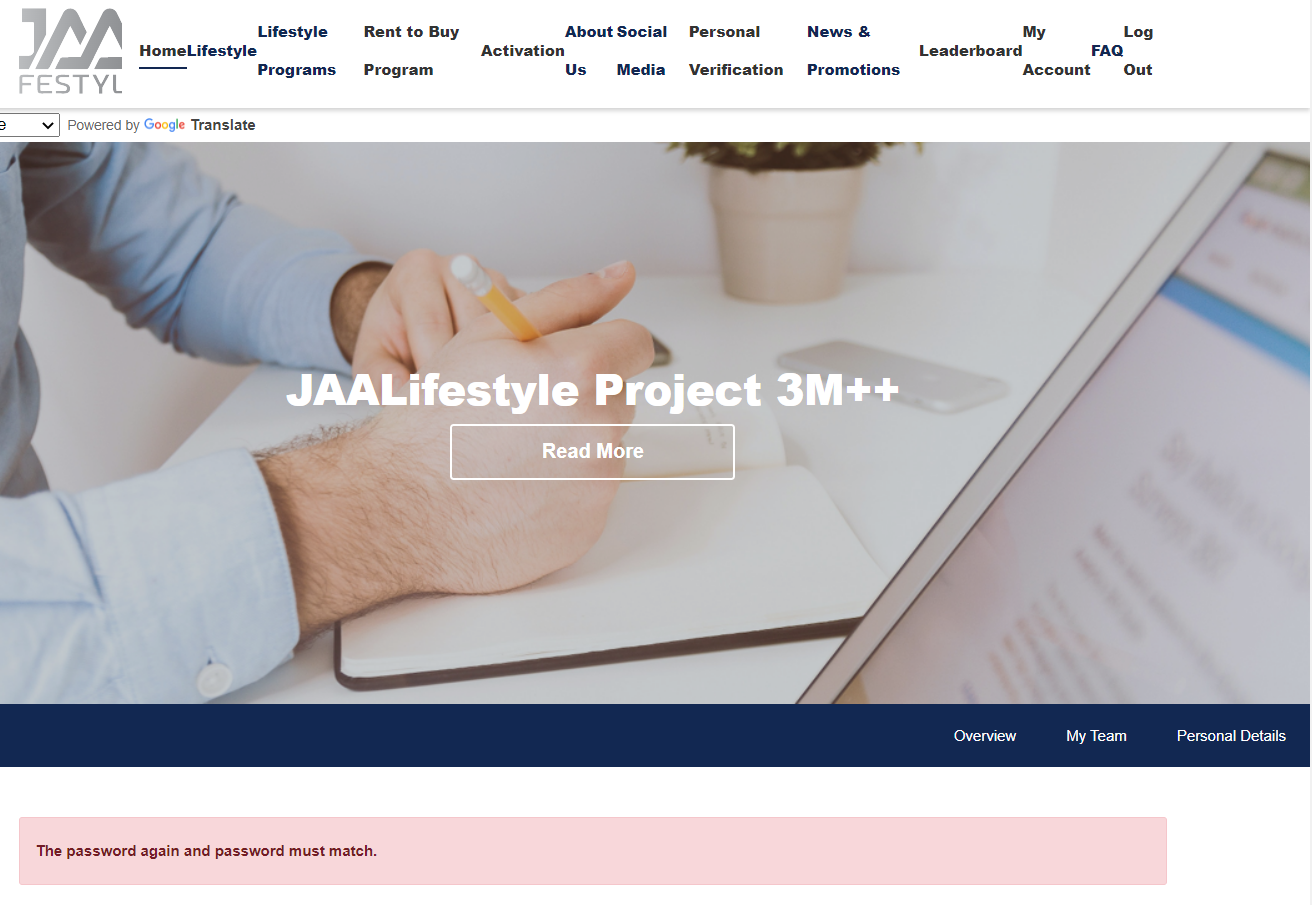 JAA
FESTYL
Home
Lifestyle
Lifestyle
Programs
Rent to Buy
Program
Activation
About
Us
Social
Media
Personal
Verification
News &
Promotions
Leaderboard
My
Account
FAQ
Log
Out
e
Powered by Google Translate
JAALifestyle Project 3M++
Read More
Overview
My Team
Personal Details
The password again and password must match.